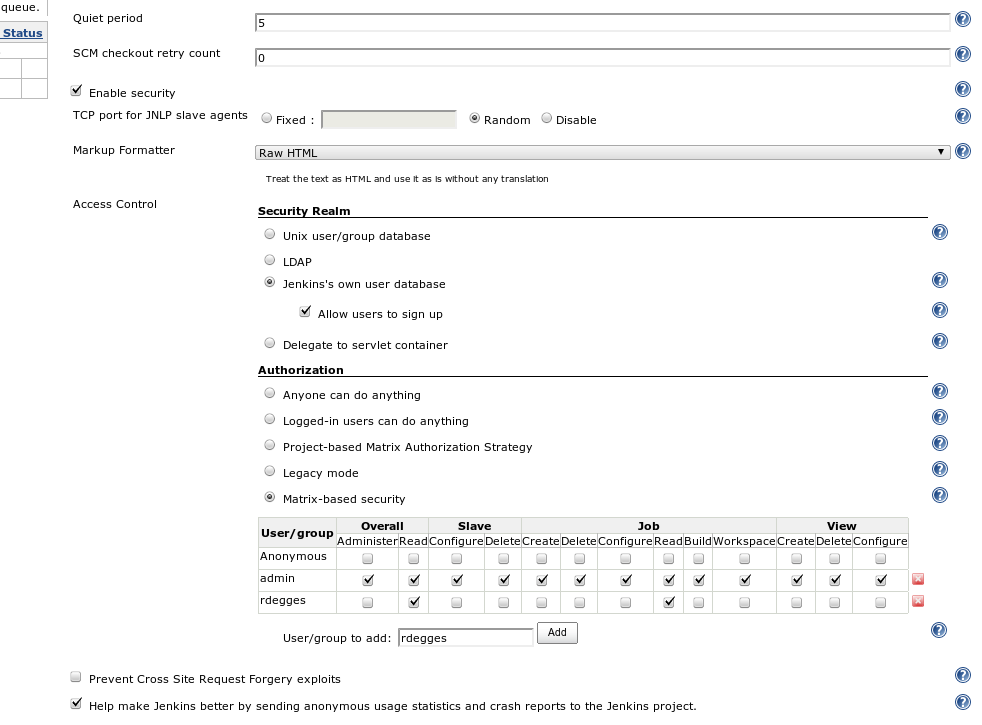 queue.
Status
Quiet period
5
SCM checkout retry count
0
Enable security
TCP port for JNLP slave agents
Fixed : Random Disable
Markup Formatter
Raw HTML
Treat the text as HTML and use it as is without any translation
Access Control
Security Realm
Unix user/group database
LDAP
Jenkins's own user database
Allow users to sign up
Delegate to servlet container
Authorization
Anyone can do anything
Logged-in users can do anything
Project-based Matrix Authorization Strategy
Legacy mode
Matrix-based security
User/group Overall Slave Job View
Administer Read Configure Delete Create Delete Configure Read Build Workspace Create Delete Configure
Anonymous
admin
rdegges
User/group to add: rdegges Add
Prevent Cross Site Request Forgery exploits
Help make Jenkins better by sending anonymous usage statistics and crash reports to the Jenkins project.